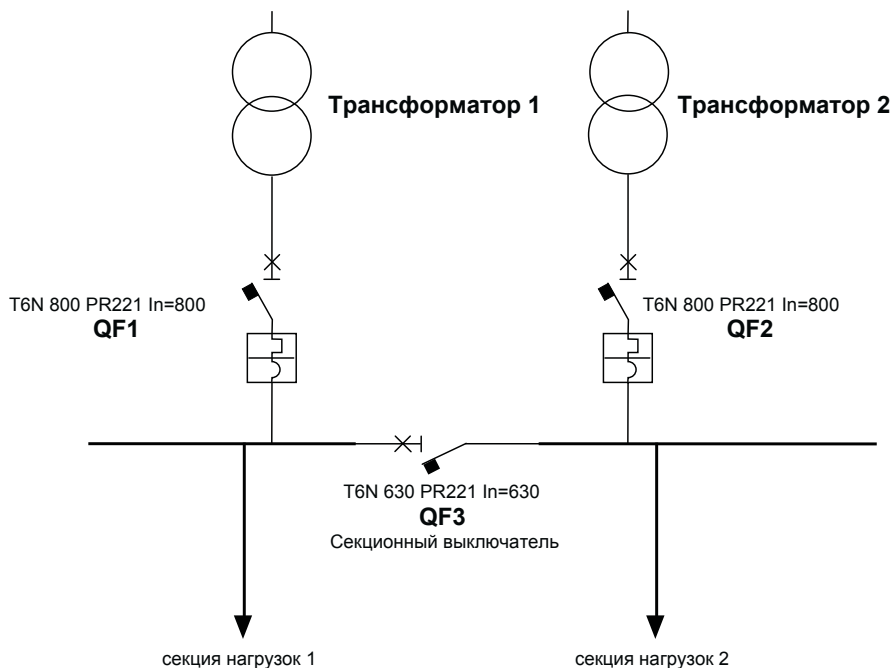 Трансформатор 1
Трансформатор 2
T6N 800 PR221 In=800
QF1
T6N 800 PR221 In=800
QF2
T6N 630 PR221 In=630
QF3
Секционный выключатель
секция нагрузок 1
секция нагрузок 2